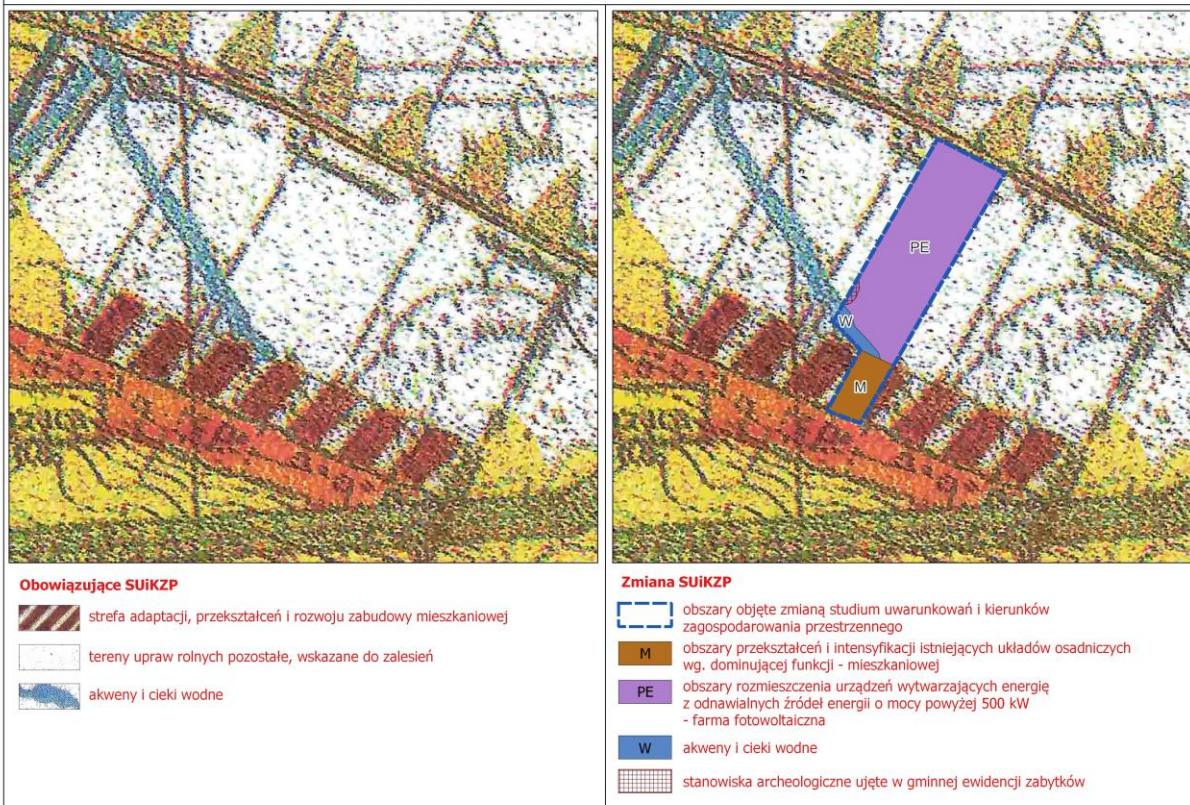 PE
W
M
Obowiązujące SUiKZP
strefa adaptacji, przekształceń i rozwoju zabudowy mieszkaniowej
tereny upraw rolnych pozostałe, wskazane do zalesień
akweny i cieki wodne
Zmiana SUiKZP
obszary objęte zmianą studium uwarunkowań i kierunków
zagospodarowania przestrzennego
M
obszary przekształceń i intensyfikacji istniejących układów osadniczych
wg. dominującej funkcji - mieszkaniowej
PE
obszary rozmieszczenia urządzeń wytwarzających energię
z odnawialnych źródeł energii o mocy powyżej 500 kW
- farma fotowoltaiczna
W
akweny i cieki wodne
stanowiska archeologiczne ujęte w gminnej ewidencji zabytków